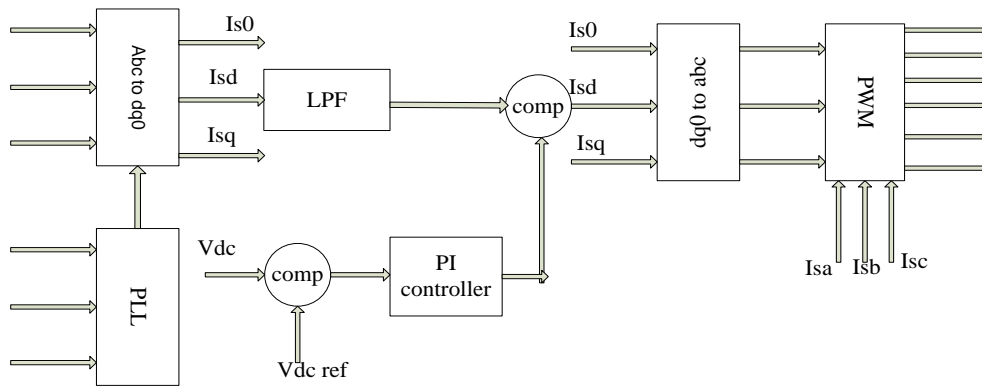 Abc to dq0
Is0
Isd
Isq
LPF
comp
Is0
Isd
Isq
dq0 to abc
PWM
PLL
Vdc
comp
Vdc ref
PI
controller
Isa
Isb
Isc